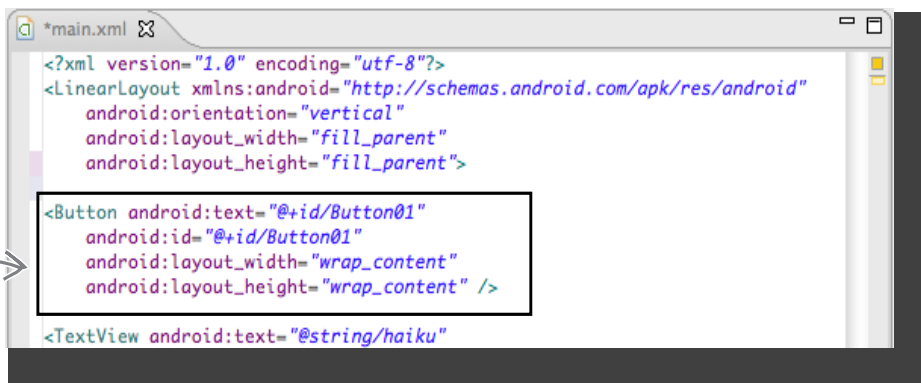 *main.xml
<?xml version="1.0" encoding="utf-8"?>
<LinearLayout xmlns:android="http://schemas.android.com/apk/res/android"
    android:orientation="vertical"
    android:layout_width="fill_parent"
    android:layout_height="fill_parent">
<Button android:text="@+id/Button01"
    android:id="@+id/Button01"
    android:layout_width="wrap_content"
    android:layout_height="wrap_content" />
<TextView android:text="@string/haiku"